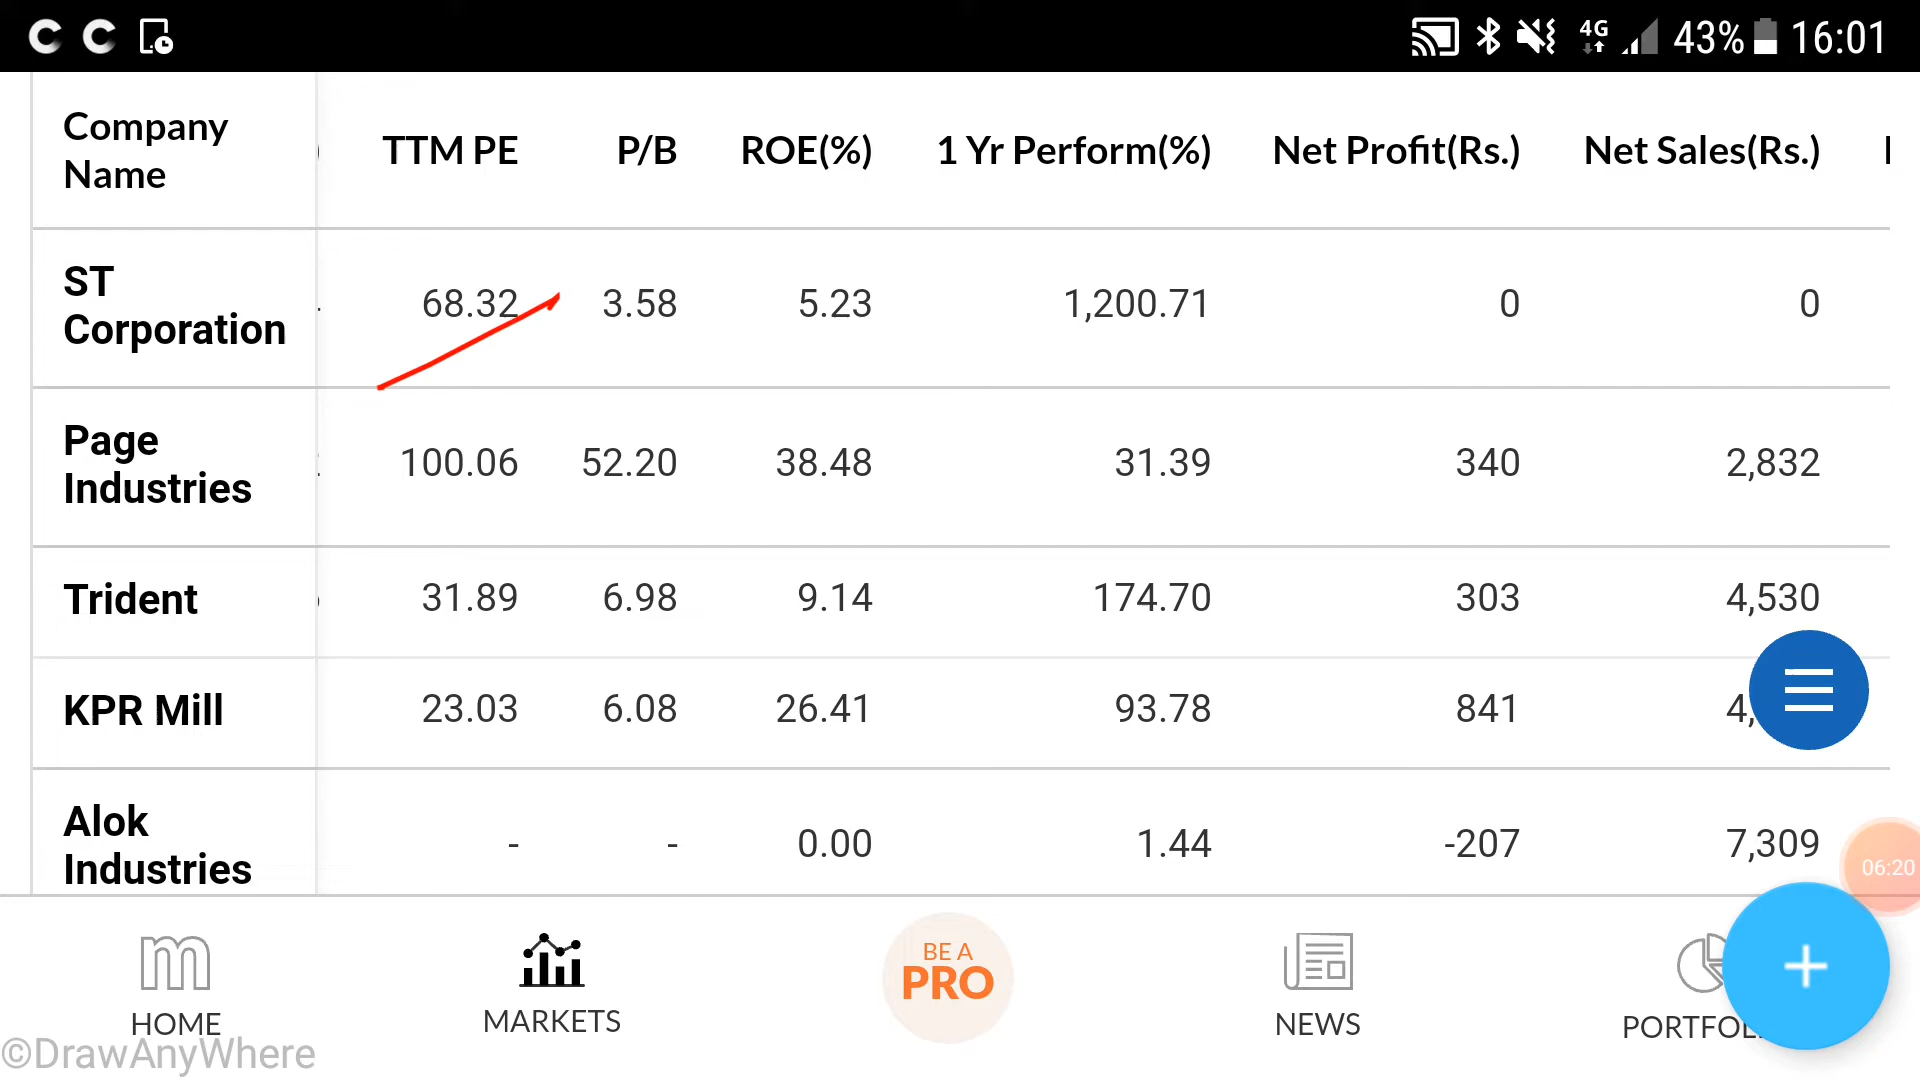 43% 16:01
4G
Company Name TTM PE P/B ROE(%) 1 Yr Perform(%) Net Profit(Rs.) Net Sales(Rs.)
ST Corporation 68.32 3.58 5.23 1,200.71 0 0
Page Industries 100.06 52.20 38.48 31.39 340 2,832
Trident 31.89 6.98 9.14 174.70 303 4,530
KPR Mill 23.03 6.08 26.41 93.78 841 4,
Alok Industries - - 0.00 1.44 -207 7,309
06:20
HOME MARKETS BE A PRO NEWS PORTFOL
©DrawAnyWhere